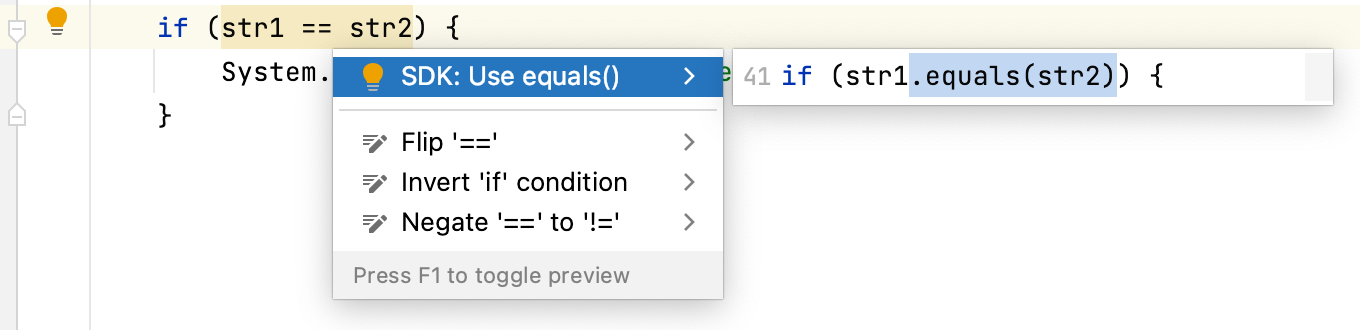 if (str1 == str2) {
System.
}
SDK: Use equals()
Flip '=='
Invert 'if' condition
Negate '==' to '!='
Press F1 to toggle preview
e
41 if (str1.equals(str2)) {